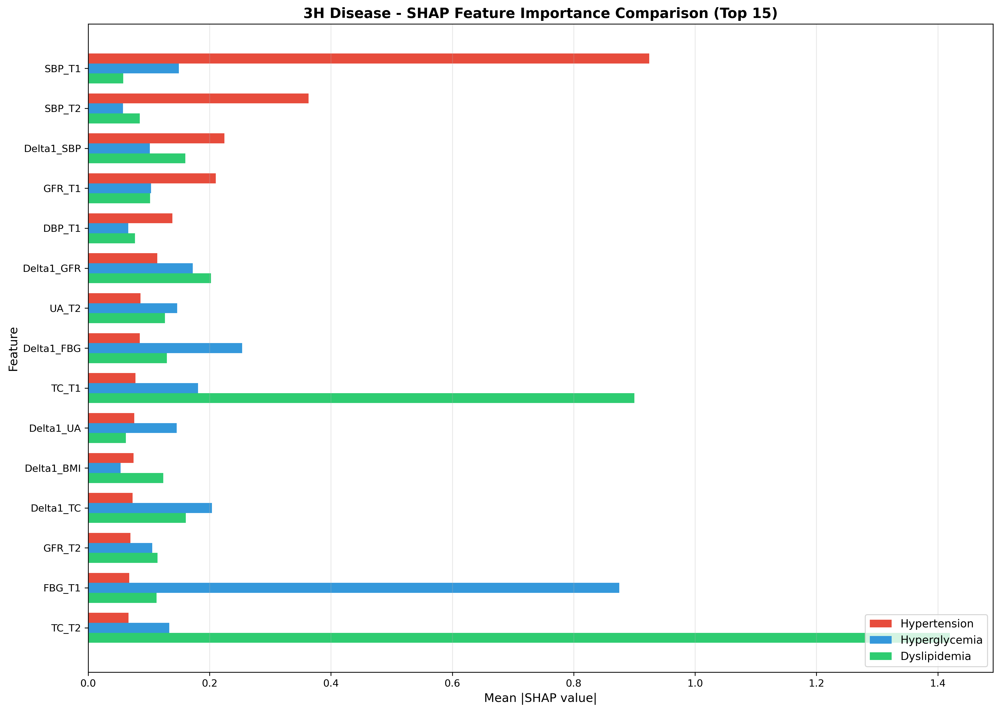 3H Disease - SHAP Feature Importance Comparison (Top 15)
Feature
SBP_T1
SBP_T2
Delta1_SBP
GFR_T1
DBP_T1
Delta1_GFR
UA_T2
Delta1_FBG
TC_T1
Delta1_UA
Delta1_BMI
Delta1_TC
GFR_T2
FBG_T1
TC_T2
Hypertension
Hyperglycemia
Dyslipidemia
0.0 0.2 0.4 0.6 0.8 1.0 1.2 1.4
Mean |SHAP value|